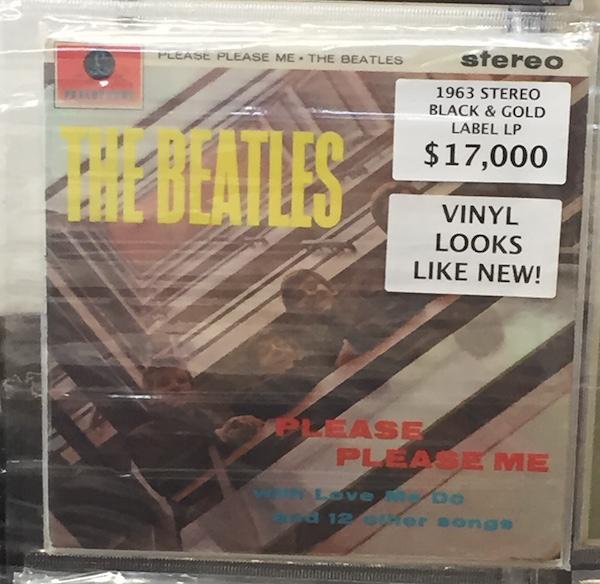 PLEASE PLEASE ME • THE BEATLES
stereo
PARLOPHONE
THE BEATLES
1963 STEREO
BLACK & GOLD
LABEL LP
$17,000
VINYL
LOOKS
LIKE NEW!
PLEASE
PLEASE ME
with Love Me Do
and 12 other songs